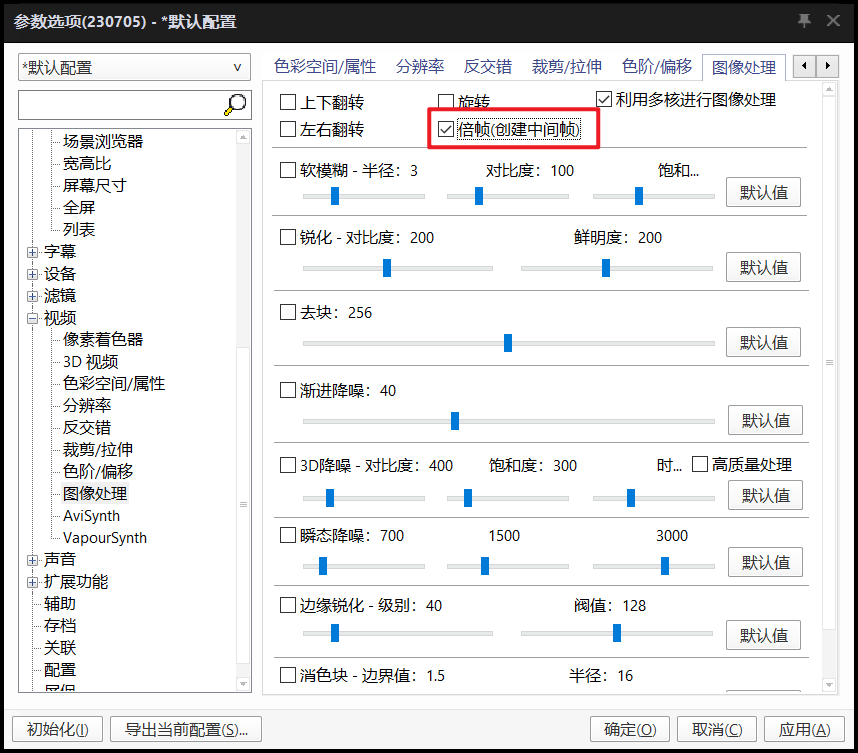 参数选项(230705) - *默认配置
*默认配置
场景浏览器
宽高比
屏幕尺寸
全屏
列表
字幕
设备
滤镜
视频
像素着色器
3D 视频
色彩空间/属性
分辨率
反交错
裁剪/拉伸
色阶/偏移
图像处理
AviSynth
VapourSynth
声音
扩展功能
辅助
存档
关联
配置
色彩空间/属性 分辨率 反交错 裁剪/拉伸 色阶/偏移 图像处理
上下翻转 旋转 利用多核进行图像处理
左右翻转 倍帧(创建中间帧)
软模糊 - 半径: 3 对比度: 100 饱和...
默认值
锐化 - 对比度: 200 鲜明度: 200
默认值
去块: 256
默认值
渐进降噪: 40
默认值
3D降噪 - 对比度: 400 饱和度: 300 时... 高质量处理
默认值
瞬态降噪: 700 1500 3000
默认值
边缘锐化 - 级别: 40 阀值: 128
默认值
消色块 - 边界值: 1.5 半径: 16
初始化(I) 导出当前配置(S)... 确定(O) 取消(C) 应用(A)